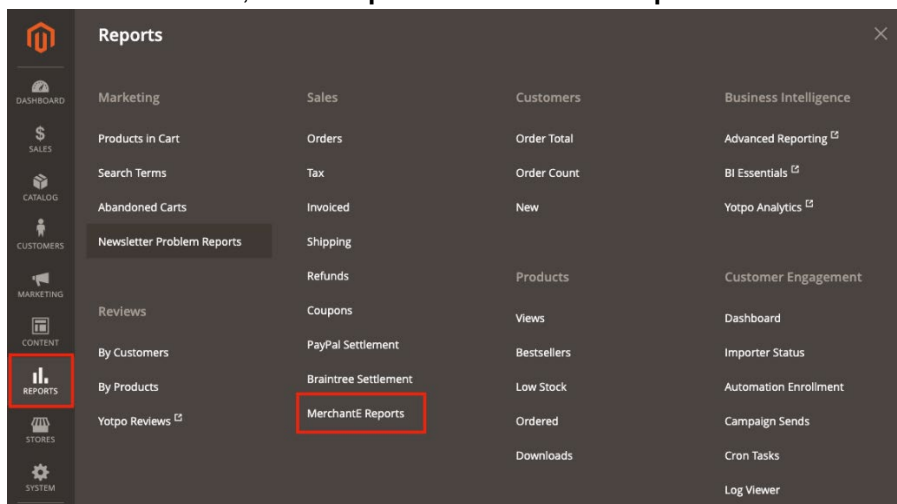 Reports
DASHBOARD
SALES
CATALOG
CUSTOMERS
MARKETING
CONTENT
REPORTS
STORES
SYSTEM
Marketing
Products in Cart
Search Terms
Abandoned Carts
Newsletter Problem Reports
Reviews
By Customers
By Products
Yotpo Reviews
Sales
Orders
Tax
Invoiced
Shipping
Refunds
Coupons
PayPal Settlement
Braintree Settlement
MerchantE Reports
Customers
Order Total
Order Count
New
Products
Views
Bestsellers
Low Stock
Ordered
Downloads
Business Intelligence
Advanced Reporting
BI Essentials
Yotpo Analytics
Customer Engagement
Dashboard
Importer Status
Automation Enrollment
Campaign Sends
Cron Tasks
Log Viewer